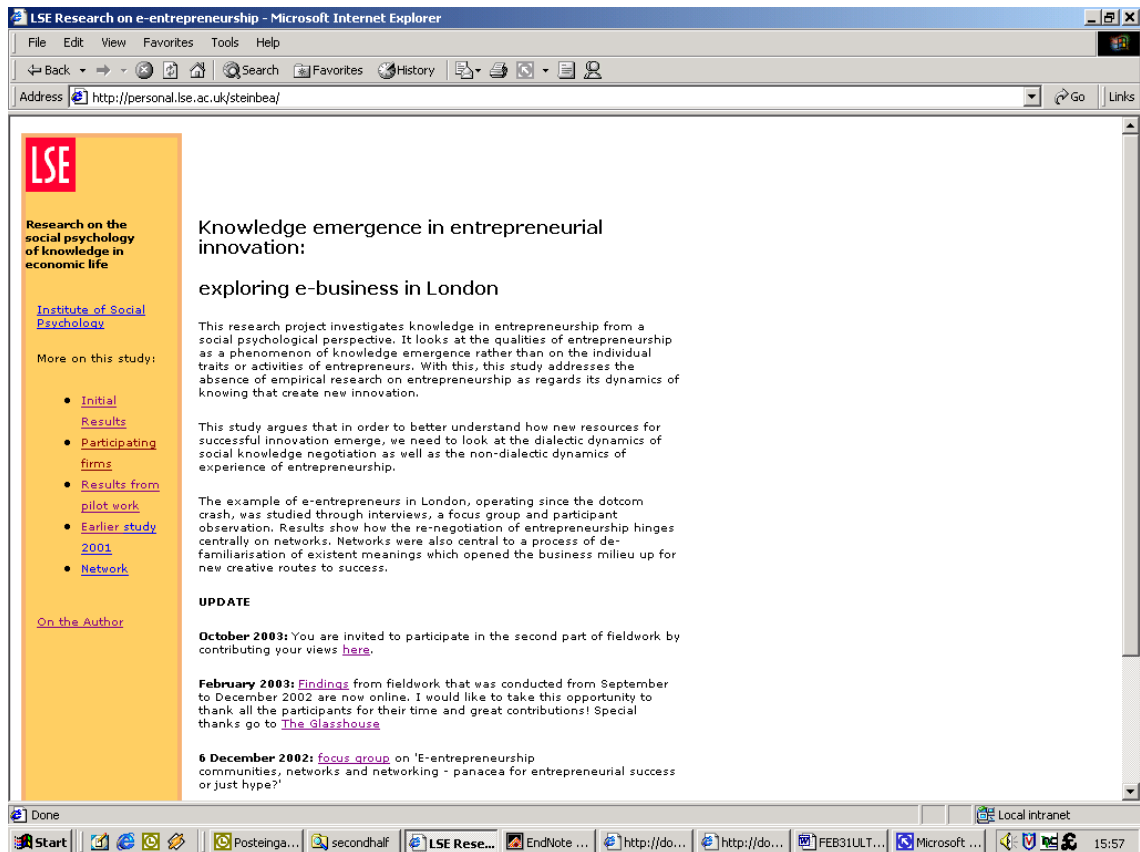 LSE Research on e-entrepreneurship - Microsoft Internet Explorer
File Edit View Favorites Tools Help
Back Search Favorites History
Address http://personal.lse.ac.uk/steinbea/ Go Links
LSE
Research on the
social psychology
of knowledge in
economic life
Institute of Social
Psychology
More on this study:
Initial
Results
Participating
firms
Results from
pilot work
Earlier study
2001
Network
On the Author
Knowledge emergence in entrepreneurial
innovation:
exploring e-business in London
This research project investigates knowledge in entrepreneurship from a
social psychological perspective. It looks at the qualities of entrepreneurship
as a phenomenon of knowledge emergence rather than on the individual
traits or activities of entrepreneurs. With this, this study addresses the
absence of empirical research on entrepreneurship as regards its dynamics of
knowing that create new innovation.
This study argues that in order to better understand how new resources for
successful innovation emerge, we need to look at the dialectic dynamics of
social knowledge negotiation as well as the non-dialectic dynamics of
experience of entrepreneurship.
The example of e-entrepreneurs in London, operating since the dotcom
crash, was studied through interviews, a focus group and participant
observation. Results show how the re-negotiation of entrepreneurship hinges
centrally on networks. Networks were also central to a process of de-
familiarisation of existent meanings which opened the business milieu up for
new creative routes to success.
UPDATE
October 2003: You are invited to participate in the second part of fieldwork by
contributing your views here.
February 2003: Findings from fieldwork that was conducted from September
to December 2002 are now online. I would like to take this opportunity to
thank all the participants for their time and great contributions! Special
thanks go to The Glasshouse
6 December 2002: focus group on 'E-entrepreneurship
communities, networks and networking - panacea for entrepreneurial success
or just hype?'
Done Local intranet
Start Posteinga... secondhalf LSE Rese... EndNote ... http://do... http://do... FEB31ULT... Microsoft ... 15:57